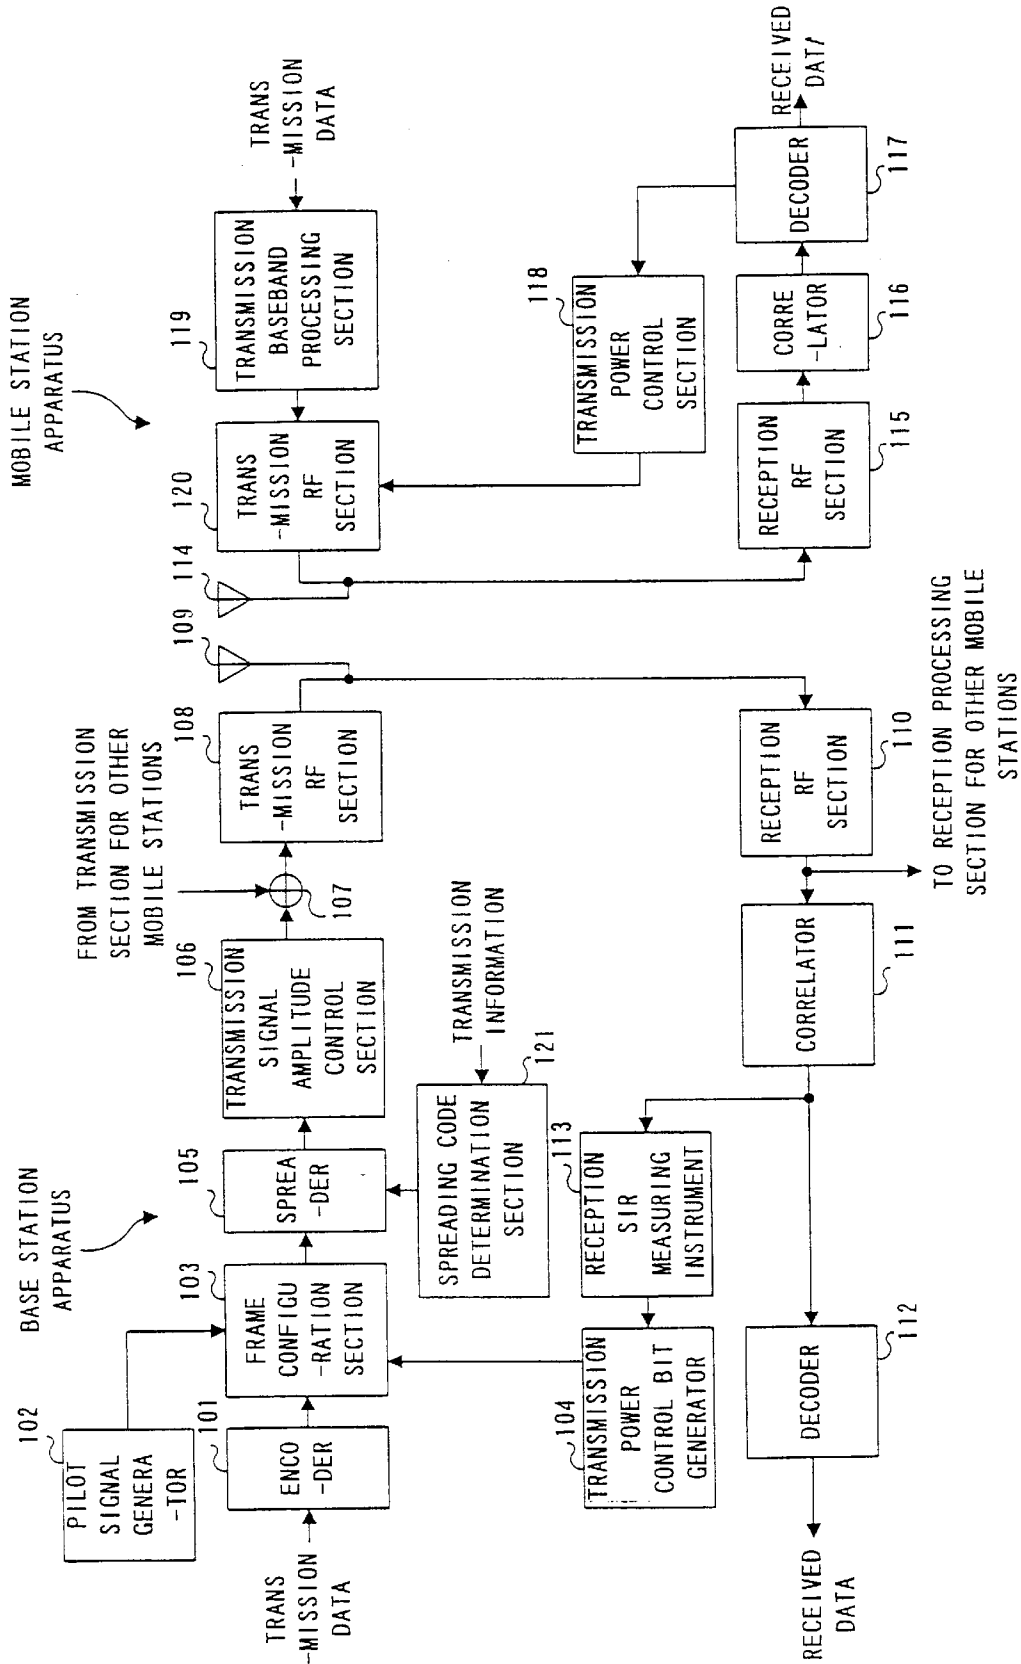 BASE STATION
APPARATUS
MOBILE STATION
APPARATUS
102
PILOT
SIGNAL
GENERA
-TOR
TRANS
-MISSION
DATA
101
ENCO
-DER
103
FRAME
CONFIGU
-RATION
SECTION
105
SPREA
-DER
106
TRANSMISSION
SIGNAL
AMPLITUDE
CONTROL
SECTION
FROM TRANSMISSION
SECTION FOR OTHER
MOBILE STATIONS
107
108
TRANS
-MISSION
RF
SECTION
109
114
120
TRANS
-MISSION
RF
SECTION
119
TRANSMISSION
BASEBAND
PROCESSING
SECTION
TRANS
-MISSION
DATA
121
SPREADING CODE
DETERMINATION
SECTION
TRANSMISSION
INFORMATION
104
TRANSMISSION
POWER
CONTROL BIT
GENERATOR
113
RECEPTION
SIR
MEASURING
INSTRUMENT
118
TRANSMISSION
POWER
CONTROL
SECTION
RECEIVED
DATA
112
DECODER
111
CORRELATOR
110
RECEPTION
RF
SECTION
TO RECEPTION PROCESSING
SECTION FOR OTHER MOBILE
STATIONS
115
RECEPTION
RF
SECTION
116
CORRE
-LATOR
117
DECODER
RECEIVED
DATA